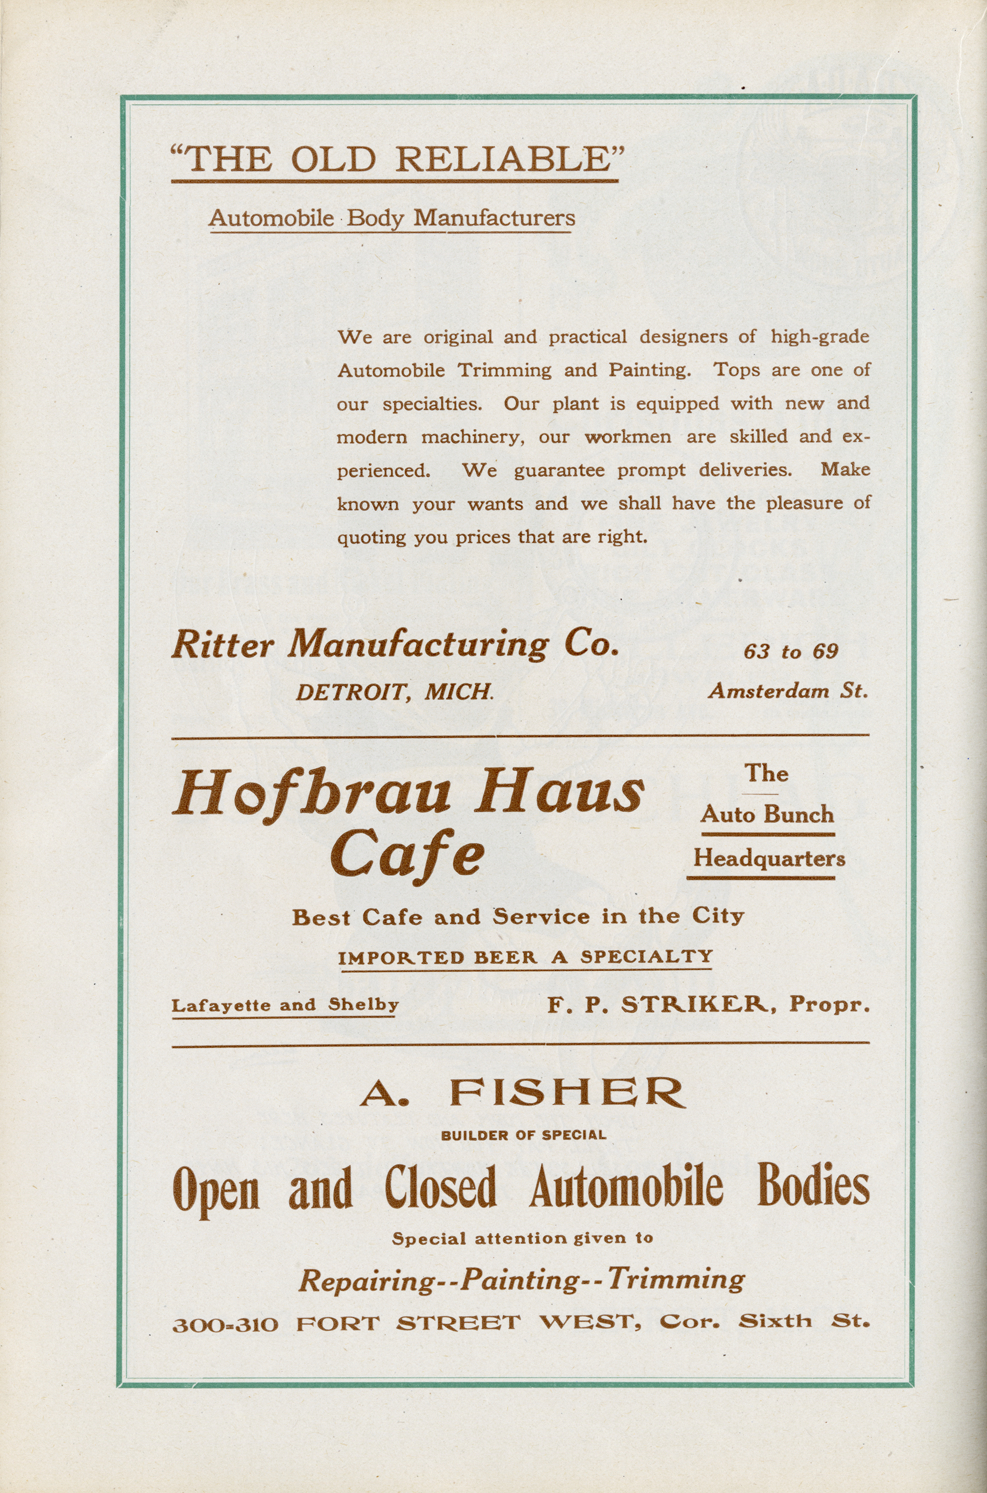 "THE OLD RELIABLE"
Automobile Body Manufacturers
We are original and practical designers of high-grade
Automobile Trimming and Painting. Tops are one of
our specialties. Our plant is equipped with new and
modern machinery, our workmen are skilled and ex-
perienced. We guarantee prompt deliveries. Make
known your wants and we shall have the pleasure of
quoting you prices that are right.
Ritter Manufacturing Co.
DETROIT, MICH.
63 to 69
Amsterdam St.
Hofbrau Haus
Cafe
The
Auto Bunch
Headquarters
Best Cafe and Service in the City
IMPORTED BEER A SPECIALTY
Lafayette and Shelby
F. P. STRIKER, Propr.
A. FISHER
BUILDER OF SPECIAL
Open and Closed Automobile Bodies
Special attention given to
Repairing--Painting--Trimming
300=310 FORT STREET WEST, Cor. Sixth St.